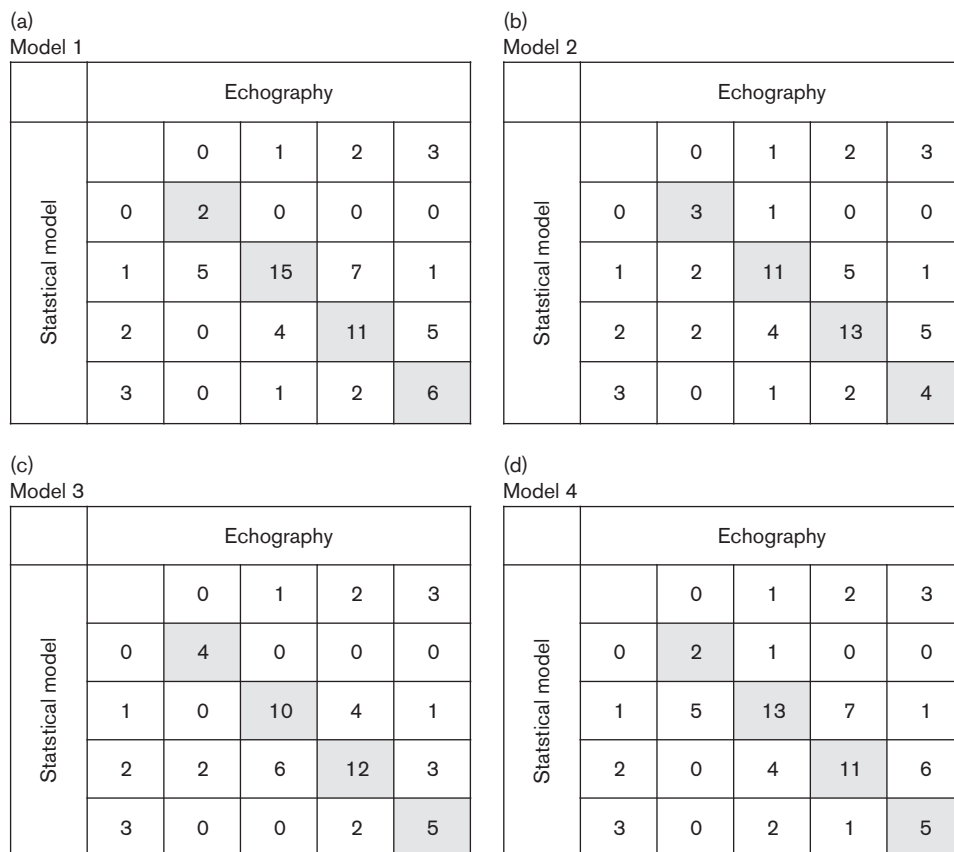 (a)
Model 1
Echography
Statstical model
0 1 2 3
0 2 0 0 0
1 5 15 7 1
2 0 4 11 5
3 0 1 2 6
(b)
Model 2
Echography
Statstical model
0 1 2 3
0 3 1 0 0
1 2 11 5 1
2 2 4 13 5
3 0 1 2 4
(c)
Model 3
Echography
Statstical model
0 1 2 3
0 4 0 0 0
1 0 10 4 1
2 2 6 12 3
3 0 0 2 5
(d)
Model 4
Echography
Statstical model
0 1 2 3
0 2 1 0 0
1 5 13 7 1
2 0 4 11 6
3 0 2 1 5